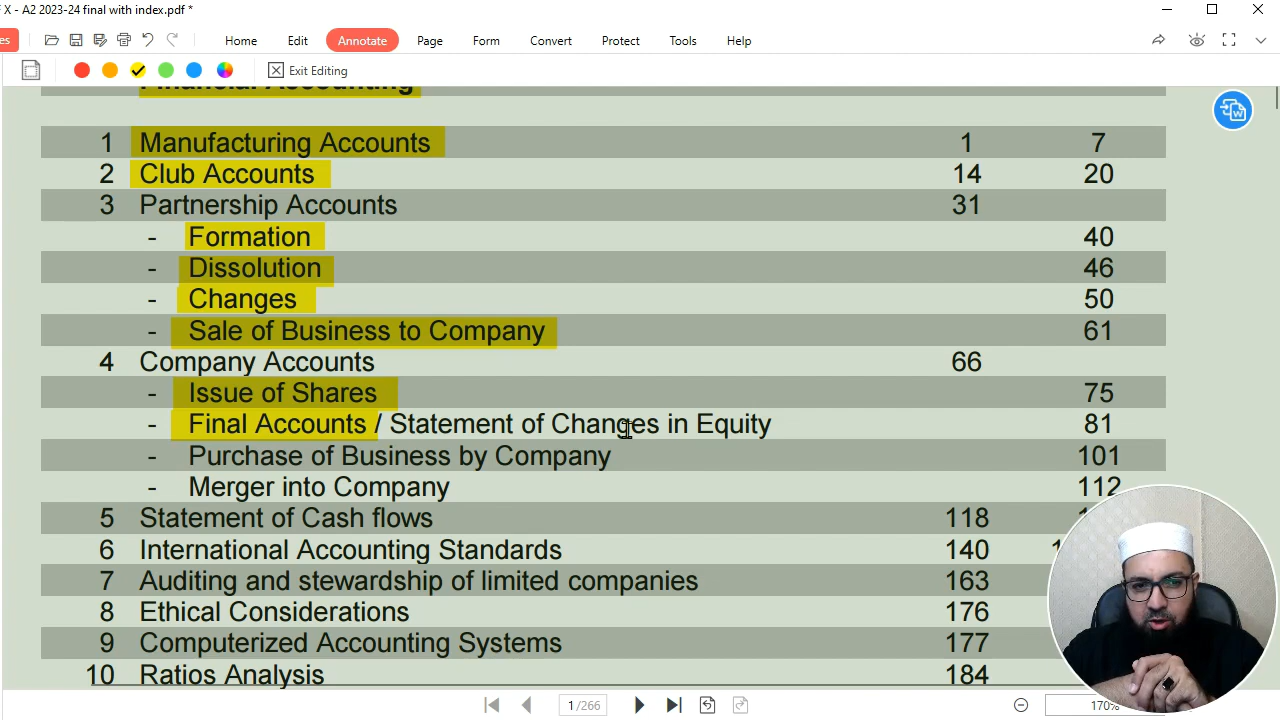 X - A2 2023-24 final with index.pdf *
es
Home Edit Annotate Page Form Convert Protect Tools Help
Exit Editing
Financial Accounting
1 Manufacturing Accounts 1 7
2 Club Accounts 14 20
3 Partnership Accounts 31
- Formation 40
- Dissolution 46
- Changes 50
- Sale of Business to Company 61
4 Company Accounts 66
- Issue of Shares 75
- Final Accounts / Statement of Changes in Equity 81
- Purchase of Business by Company 101
- Merger into Company 112
5 Statement of Cash flows 118
6 International Accounting Standards 140
7 Auditing and stewardship of limited companies 163
8 Ethical Considerations 176
9 Computerized Accounting Systems 177
10 Ratios Analysis 184
1 /266
170%